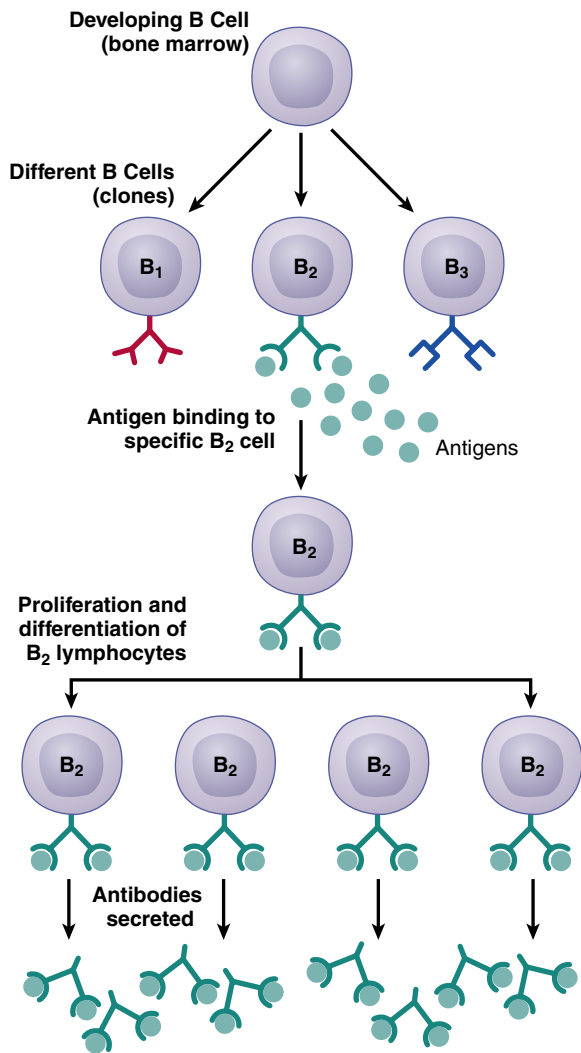 Developing B Cell
(bone marrow)
Different B Cells
(clones)
B₁
B₂
B₃
Antigen binding to
specific B₂ cell
Antigens
B₂
Proliferation and
differentiation of
B₂ lymphocytes
B₂
B₂
B₂
B₂
Antibodies
secreted